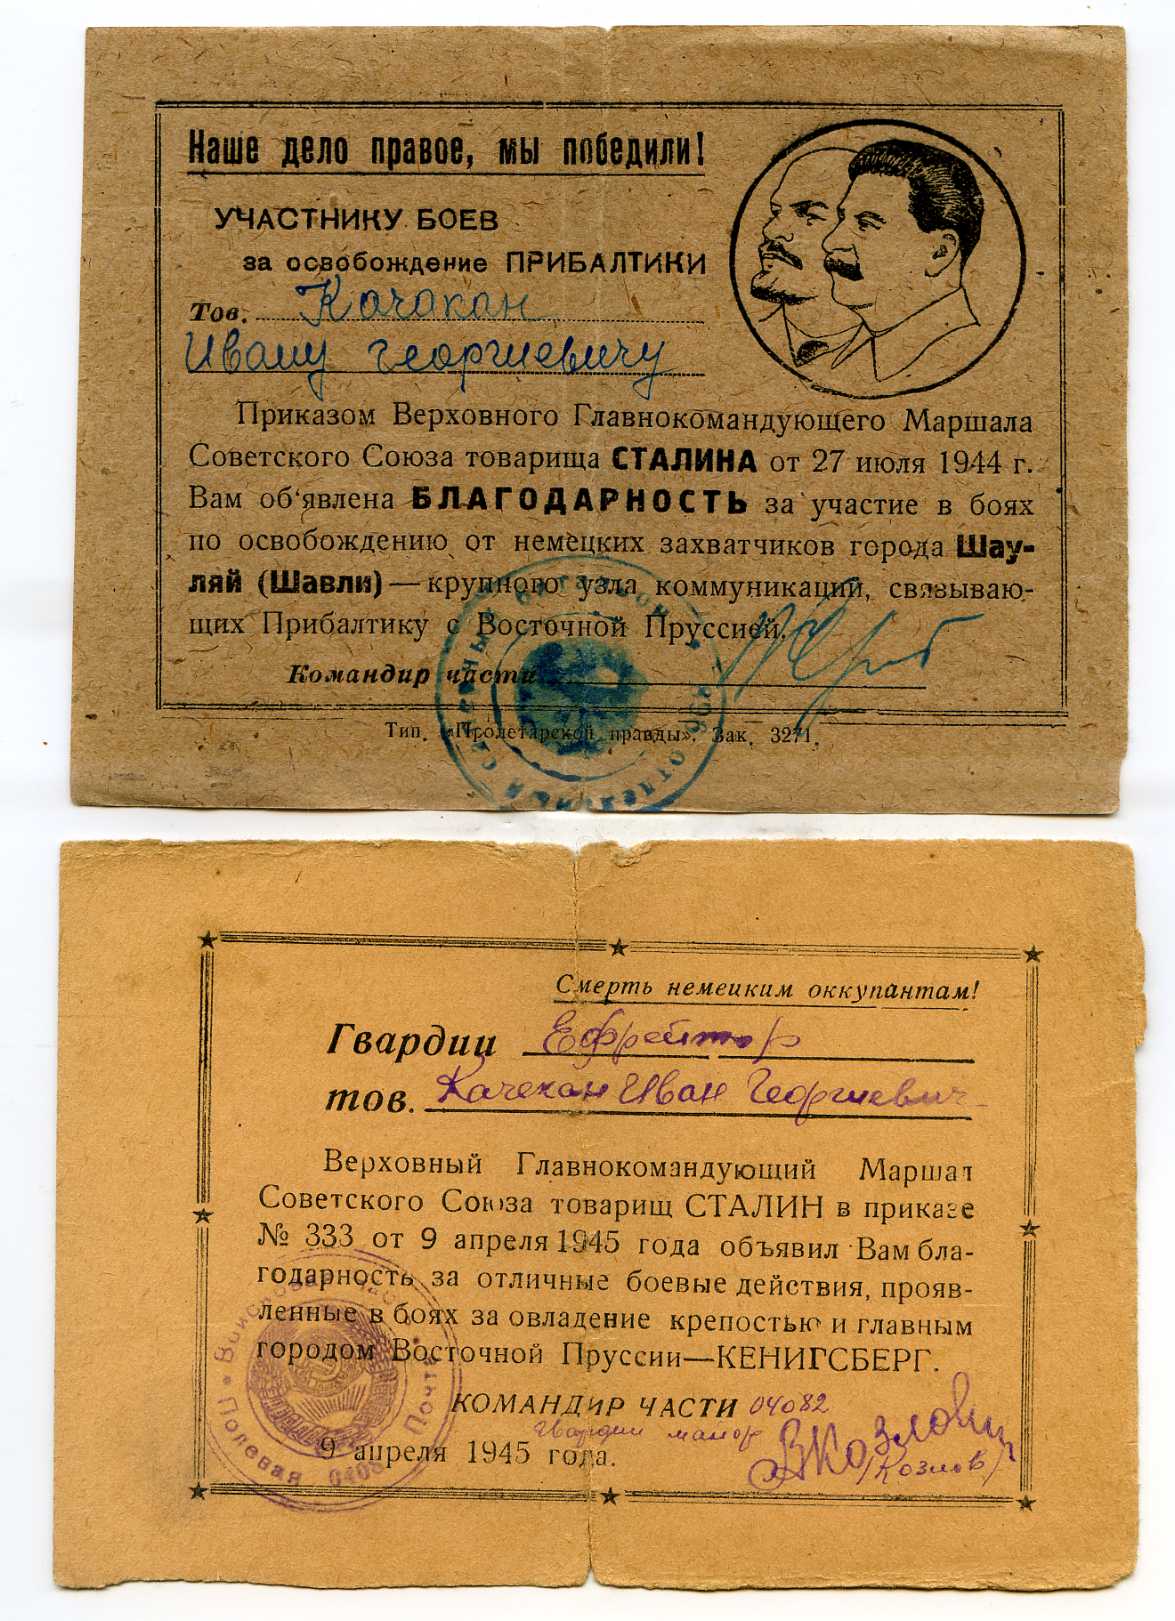 Наше дело правое, мы победили!
УЧАСТНИКУ БОЕВ
за освобождение ПРИБАЛТИКИ
Тов. Качакан
Ивану Георгиевичу
Приказом Верховного Главнокомандующего Маршала
Советского Союза товарища СТАЛИНА от 27 июля 1944 г.
Вам об'явлена БЛАГОДАРНОСТЬ за участие в боях
по освобождению от немецких захватчиков города Шау-
ляй (Шавли) — крупного узла коммуникаций, связываю-
щих Прибалтику с Восточной Пруссией.
Командир части
Тип. «Пролетарской правды». Зак. 3271.
Смерть немецким оккупантам!
Гвардии Ефрейтор
тов. Качекан Иван Георгиевич
Верховный Главнокомандующий Маршал
Советского Союза товарищ СТАЛИН в приказе
№ 333 от 9 апреля 1945 года объявил Вам бла-
годарность за отличные боевые действия, прояв-
ленные в боях за овладение крепостью и главным
городом Восточной Пруссии—КЕНИГСБЕРГ.
КОМАНДИР ЧАСТИ 04082
Гвардии майор
/Козлов/
9 апреля 1945 года.
Полевая Почта